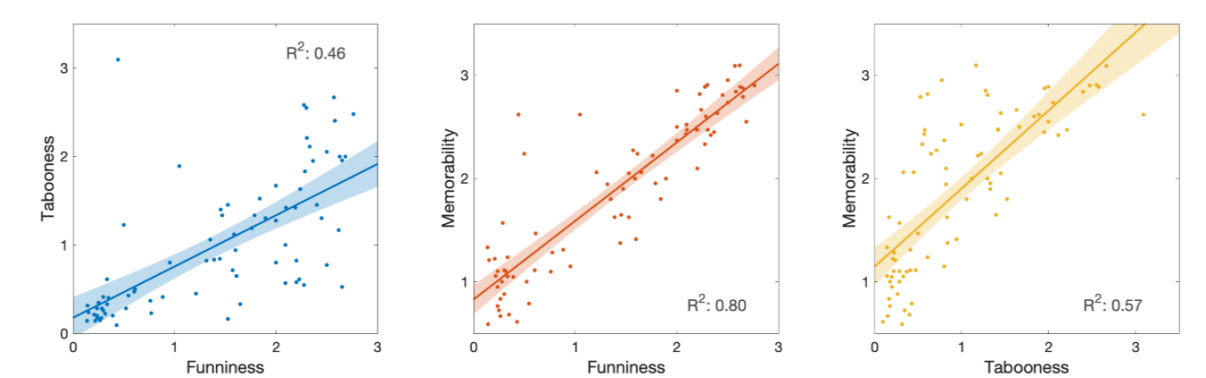 R²: 0.46
Tabooness
3
2
1
0
0 1 2 3
Funniness
Memorability
3
2
1
R²: 0.80
0 1 2 3
Funniness
Memorability
3
2
1
R²: 0.57
0 1 2 3
Tabooness